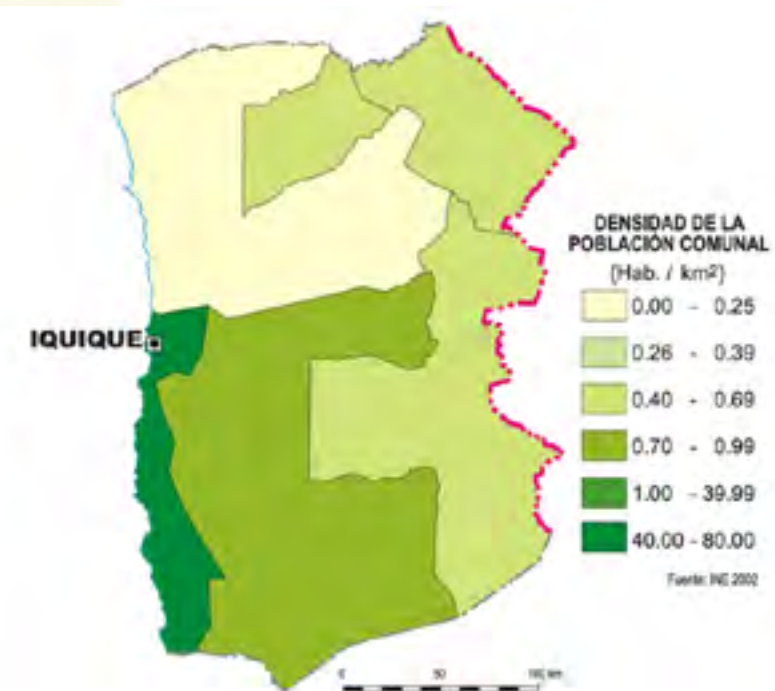 IQUIQUE
DENSIDAD DE LA
POBLACIÓN COMUNAL
(Hab. / km²)
0.00 - 0.25
0.26 - 0.39
0.40 - 0.69
0.70 - 0.99
1.00 - 39.99
40.00 - 80.00
Fuente: INE 2002
0 50 100 km